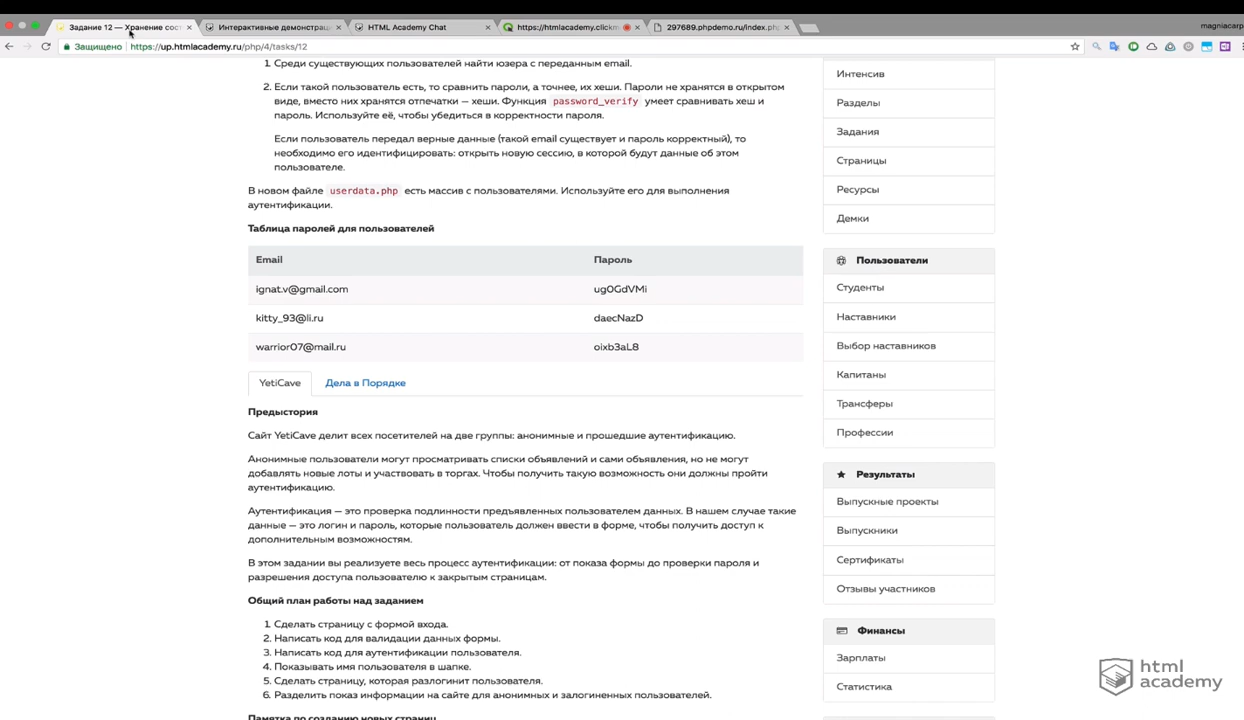 Задание 12 — Хранение сост
Интерактивные демонстрац
HTML Academy Chat
https://htmlacademy.clickm
297689.phpdemo.ru/index.ph
magniacarp
Защищено
https://up.htmlacademy.ru/php/4/tasks/12
1. Среди существующих пользователей найти юзера с переданным email.
2. Если такой пользователь есть, то сравнить пароли, а точнее, их хеши. Пароли не хранятся в открытом
виде, вместо них хранятся отпечатки — хеши. Функция password_verify умеет сравнивать хеш и
пароль. Используйте её, чтобы убедиться в корректности пароля.
Если пользователь передал верные данные (такой email существует и пароль корректный), то
необходимо его идентифицировать: открыть новую сессию, в которой будут данные об этом
пользователе.
В новом файле userdata.php есть массив с пользователями. Используйте его для выполнения
аутентификации.
Таблица паролей для пользователей
Email Пароль
ignat.v@gmail.com ug0GdVMi
kitty_93@li.ru daecNazD
warrior07@mail.ru oixb3aL8
YetiCave Дела в Порядке
Предыстория
Сайт YetiCave делит всех посетителей на две группы: анонимные и прошедшие аутентификацию.
Анонимные пользователи могут просматривать списки объявлений и сами объявления, но не могут
добавлять новые лоты и участвовать в торгах. Чтобы получить такую возможность они должны пройти
аутентификацию.
Аутентификация — это проверка подлинности предъявленных пользователем данных. В нашем случае такие
данные — это логин и пароль, которые пользователь должен ввести в форме, чтобы получить доступ к
дополнительным возможностям.
В этом задании вы реализуете весь процесс аутентификации: от показа формы до проверки пароля и
разрешения доступа пользователю к закрытым страницам.
Общий план работы над заданием
1. Сделать страницу с формой входа.
2. Написать код для валидации данных формы.
3. Написать код для аутентификации пользователя.
4. Показывать имя пользователя в шапке.
5. Сделать страницу, которая разлогинит пользователя.
6. Разделить показ информации на сайте для анонимных и залогиненных пользователей.
Памятка по созданию новых страниц
Интенсив
Разделы
Задания
Страницы
Ресурсы
Демки
Пользователи
Студенты
Наставники
Выбор наставников
Капитаны
Трансферы
Профессии
Результаты
Выпускные проекты
Выпускники
Сертификаты
Отзывы участников
Финансы
Зарплаты
Статистика
html
academy